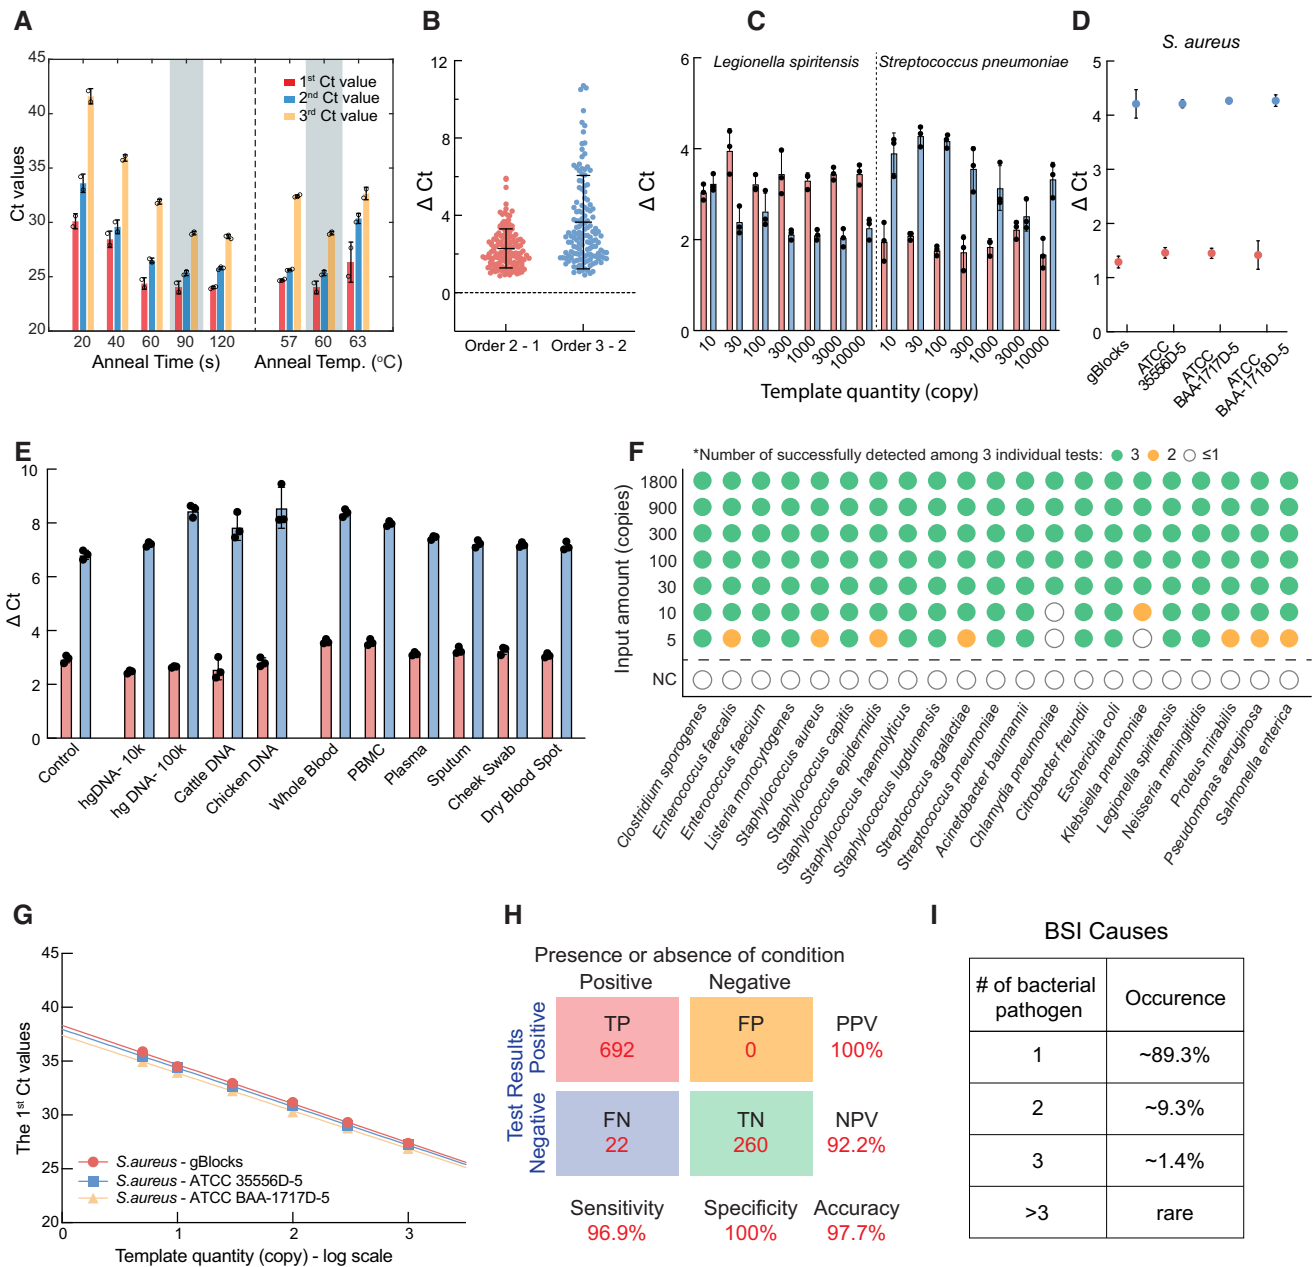 A
45
40
35
30
25
20
Ct values
1st Ct value
2nd Ct value
3rd Ct value
20 40 60 90 120 57 60 63
Anneal Time (s) Anneal Temp. (°C)
B
12
8
4
0
Δ Ct
Order 2 - 1 Order 3 - 2
C
Legionella spiritensis Streptococcus pneumoniae
6
4
2
0
Δ Ct
10 30 100 300 1000 3000 10000 10 30 100 300 1000 3000 10000
Template quantity (copy)
D
S. aureus
5
4
3
2
1
0
Δ Ct
gBlocks
ATCC
35556D-5
ATCC
BAA-1717D-5
ATCC
BAA-1718D-5
E
10
8
6
4
2
0
Δ Ct
Control
hgDNA- 10k
hg DNA- 100k
Cattle DNA
Chicken DNA
Whole Blood
PBMC
Plasma
Sputum
Cheek Swab
Dry Blood Spot
F
*Number of successfully detected among 3 individual tests: 3 2 ≤1
Input amount (copies)
1800
900
300
100
30
10
5
NC
Clostridium sporogenes
Enterococcus faecalis
Enterococcus faecium
Listeria monocytogenes
Staphylococcus aureus
Staphylococcus capitis
Staphylococcus epidermidis
Staphylococcus haemolyticus
Staphylococcus lugdunensis
Streptococcus agalactiae
Streptococcus pneumoniae
Acinetobacter baumannii
Chlamydia pneumoniae
Citrobacter freundii
Escherichia coli
Klebsiella pneumoniae
Legionella spiritensis
Neisseria meningitidis
Proteus mirabilis
Pseudomonas aeruginosa
Salmonella enterica
G
45
40
35
30
25
20
The 1st Ct values
S.aureus - gBlocks
S.aureus - ATCC 35556D-5
S.aureus - ATCC BAA-1717D-5
0 1 2 3
Template quantity (copy) - log scale
H
Presence or absence of condition
Positive Negative
Test Results
Positive
Negative
TP FP PPV
692 0 100%
FN TN NPV
22 260 92.2%
Sensitivity Specificity Accuracy
96.9% 100% 97.7%
I
BSI Causes
# of bacterial
pathogen
Occurence
1 ~89.3%
2 ~9.3%
3 ~1.4%
>3 rare